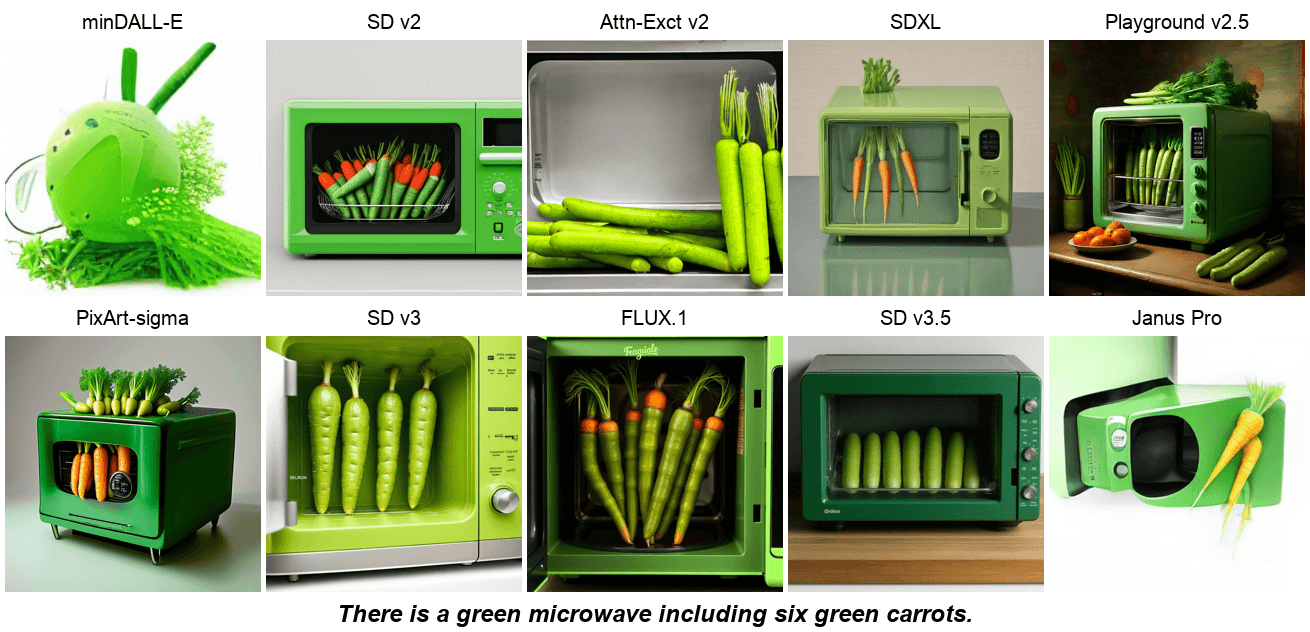 minDALL-E
SD v2
Attn-Exct v2
SDXL
Playground v2.5
PixArt-sigma
SD v3
FLUX.1
SD v3.5
Janus Pro
There is a green microwave including six green carrots.